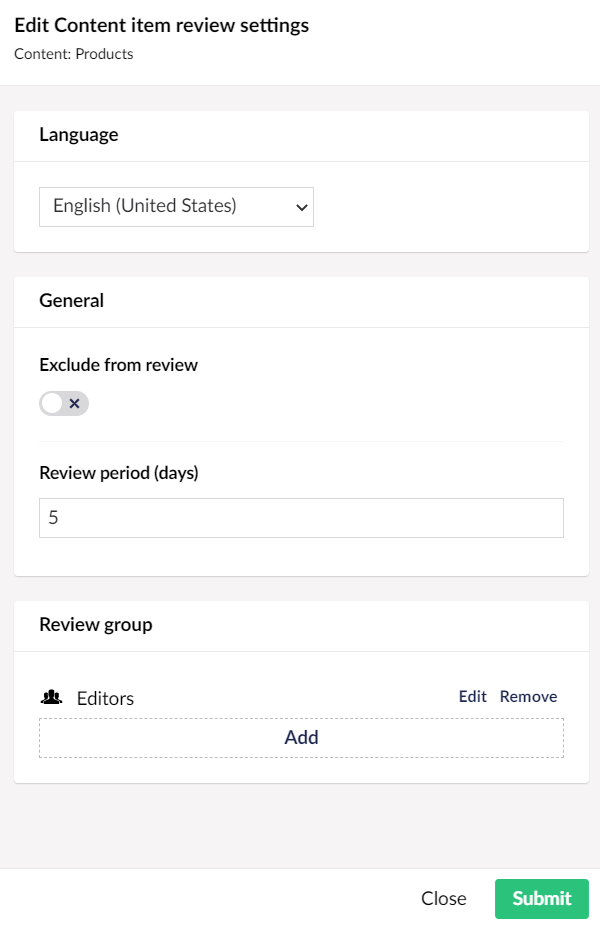 Edit Content item review settings
Content: Products
Language
English (United States)
General
Exclude from review
Review period (days)
5
Review group
Editors Edit Remove
Add
Close Submit